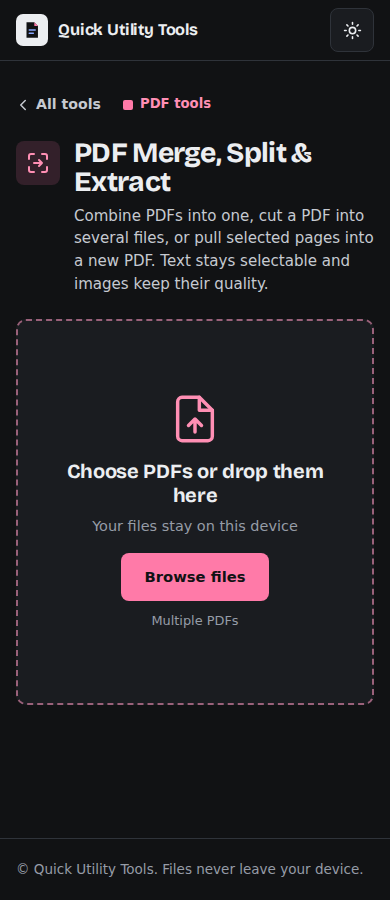 Quick Utility Tools
All tools
PDF tools
PDF Merge, Split &
Extract
Combine PDFs into one, cut a PDF into
several files, or pull selected pages into
a new PDF. Text stays selectable and
images keep their quality.
Choose PDFs or drop them
here
Your files stay on this device
Browse files
Multiple PDFs
© Quick Utility Tools. Files never leave your device.